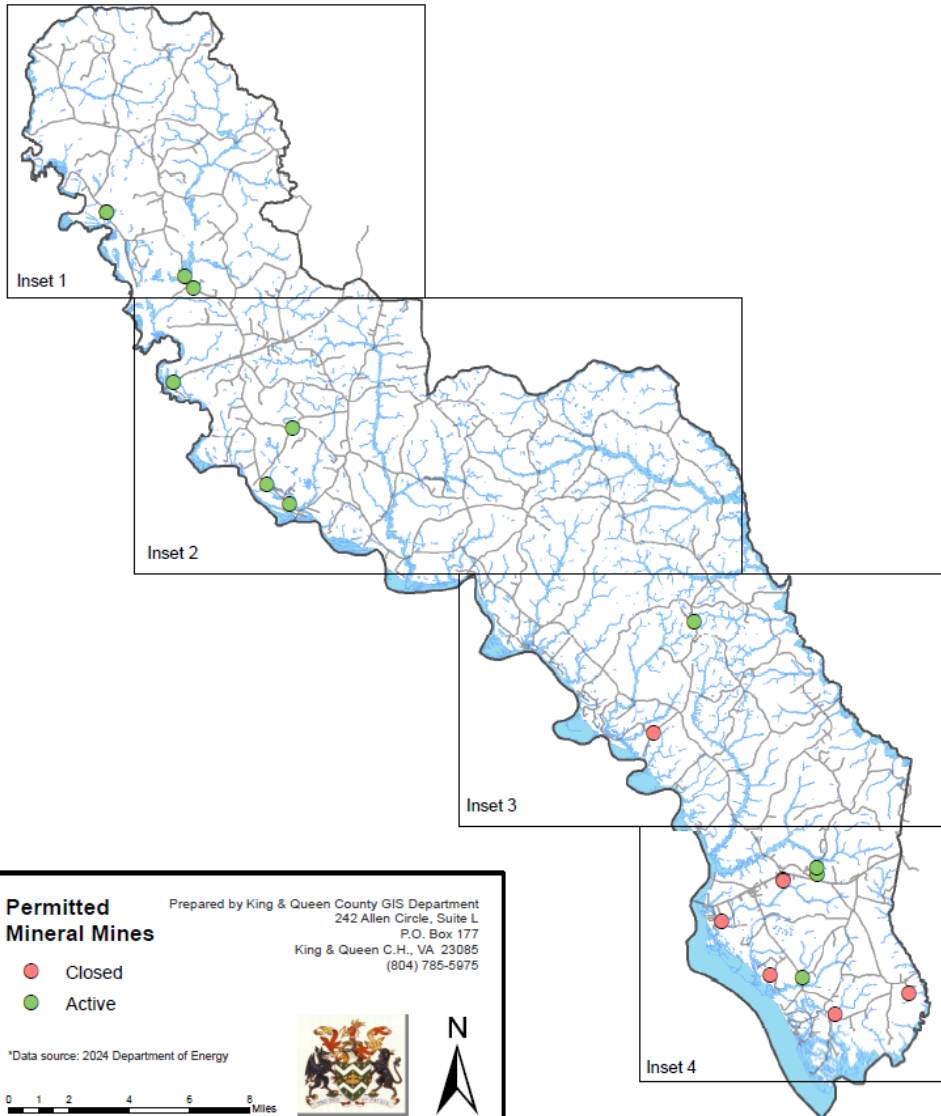 Inset 1
Inset 2
Inset 3
Inset 4
Permitted
Mineral Mines
Prepared by King & Queen County GIS Department
242 Allen Circle, Suite L
P.O. Box 177
King & Queen C.H., VA 23085
(804) 785-5975
Closed
Active
*Data source: 2024 Department of Energy
N
0 1 2 4 6 8
Miles